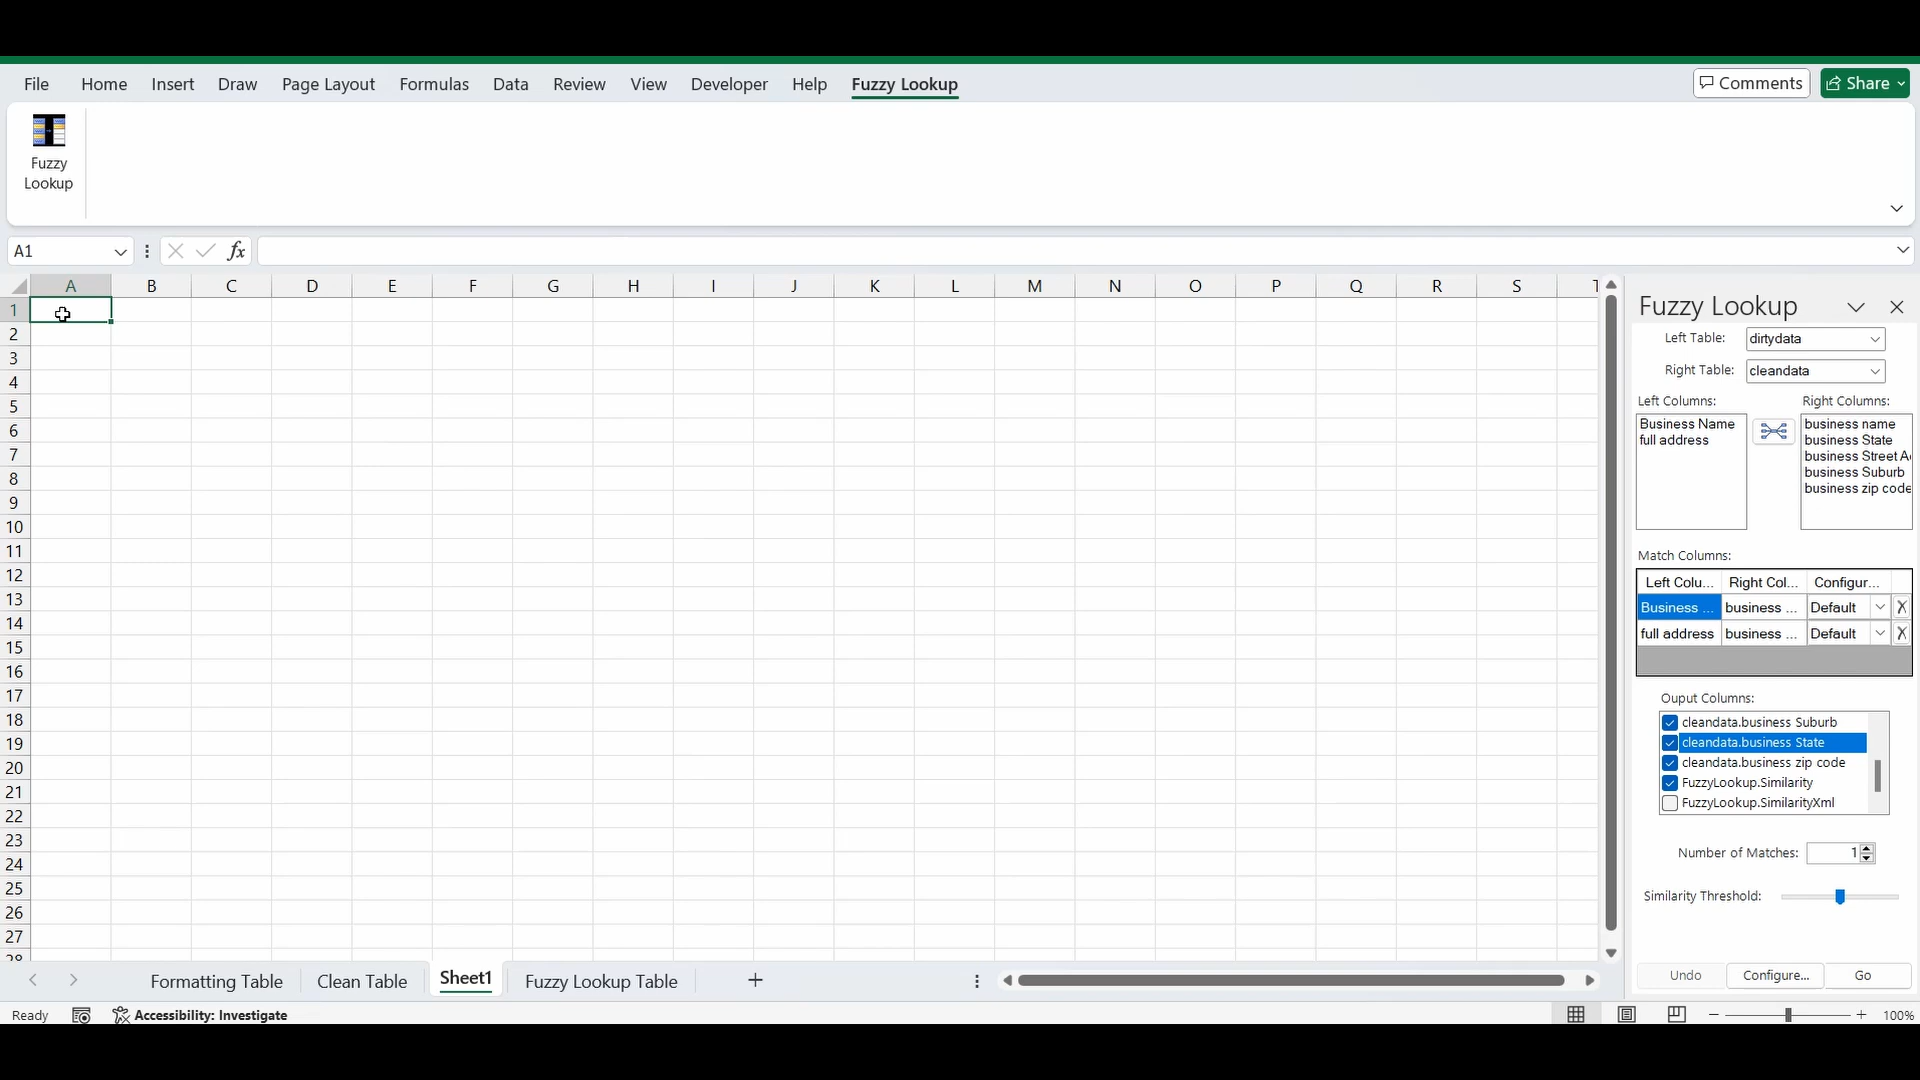 File Home Insert Draw Page Layout Formulas Data Review View Developer Help Fuzzy Lookup Comments Share
Fuzzy
Lookup
A1 fx
A B C D E F G H I J K L M N O P Q R S
1
2
3
4
5
6
7
8
9
10
11
12
13
14
15
16
17
18
19
20
21
22
23
24
25
26
27
28
Fuzzy Lookup
Left Table: dirtydata
Right Table: cleandata
Left Columns: Right Columns:
Business Name
full address
business name
business State
business Street A
business Suburb
business zip code
Match Columns:
Left Colu... Right Col... Configur...
Business ... business ... Default X
full address business ... Default X
Ouput Columns:
cleandata.business Suburb
cleandata.business State
cleandata.business zip code
FuzzyLookup.Similarity
FuzzyLookup.SimilarityXml
Number of Matches: 1
Similarity Threshold:
Undo Configure... Go
Formatting Table Clean Table Sheet1 Fuzzy Lookup Table
Ready Accessibility: Investigate 100%